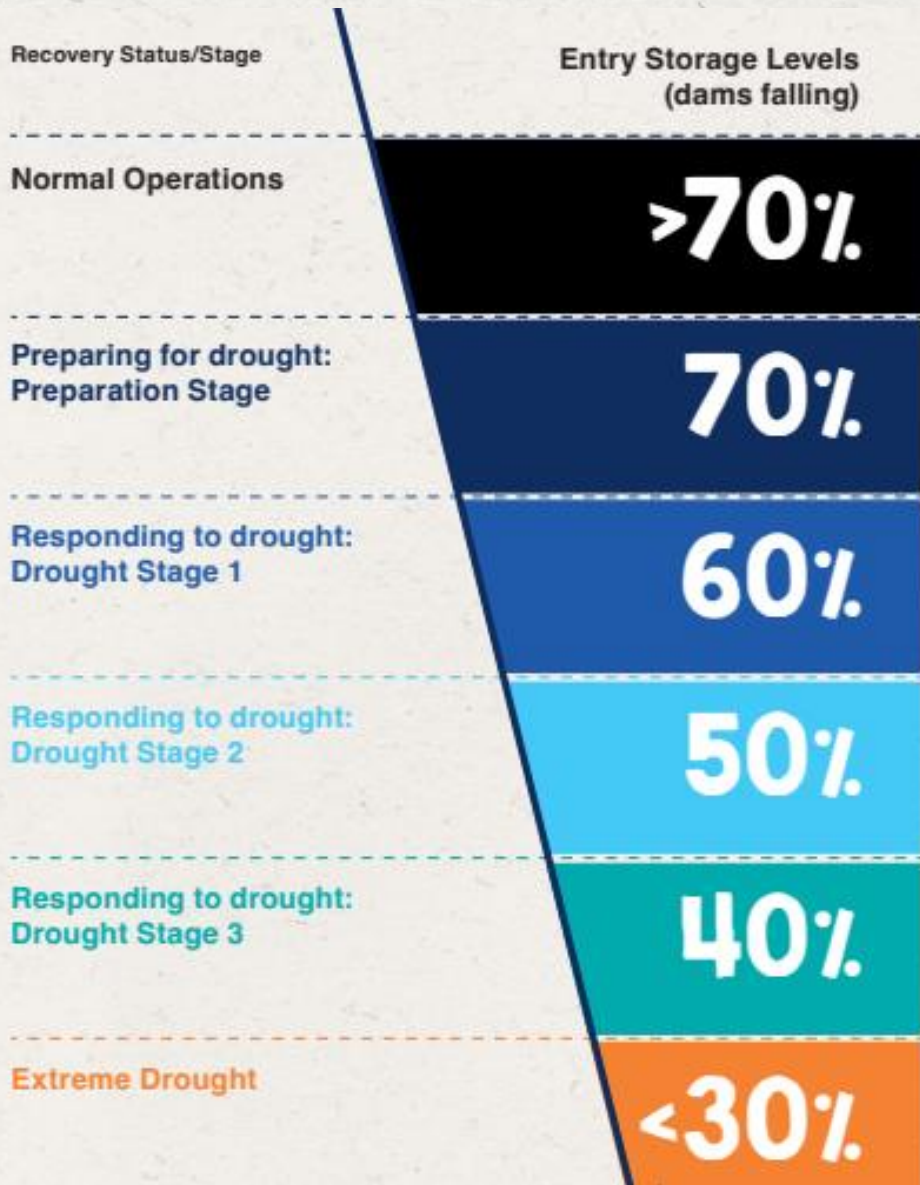 Recovery Status/Stage
Entry Storage Levels
(dams falling)
Normal Operations
>70%
Preparing for drought:
Preparation Stage
70%
Responding to drought:
Drought Stage 1
60%
Responding to drought:
Drought Stage 2
50%
Responding to drought:
Drought Stage 3
40%
Extreme Drought
<30%